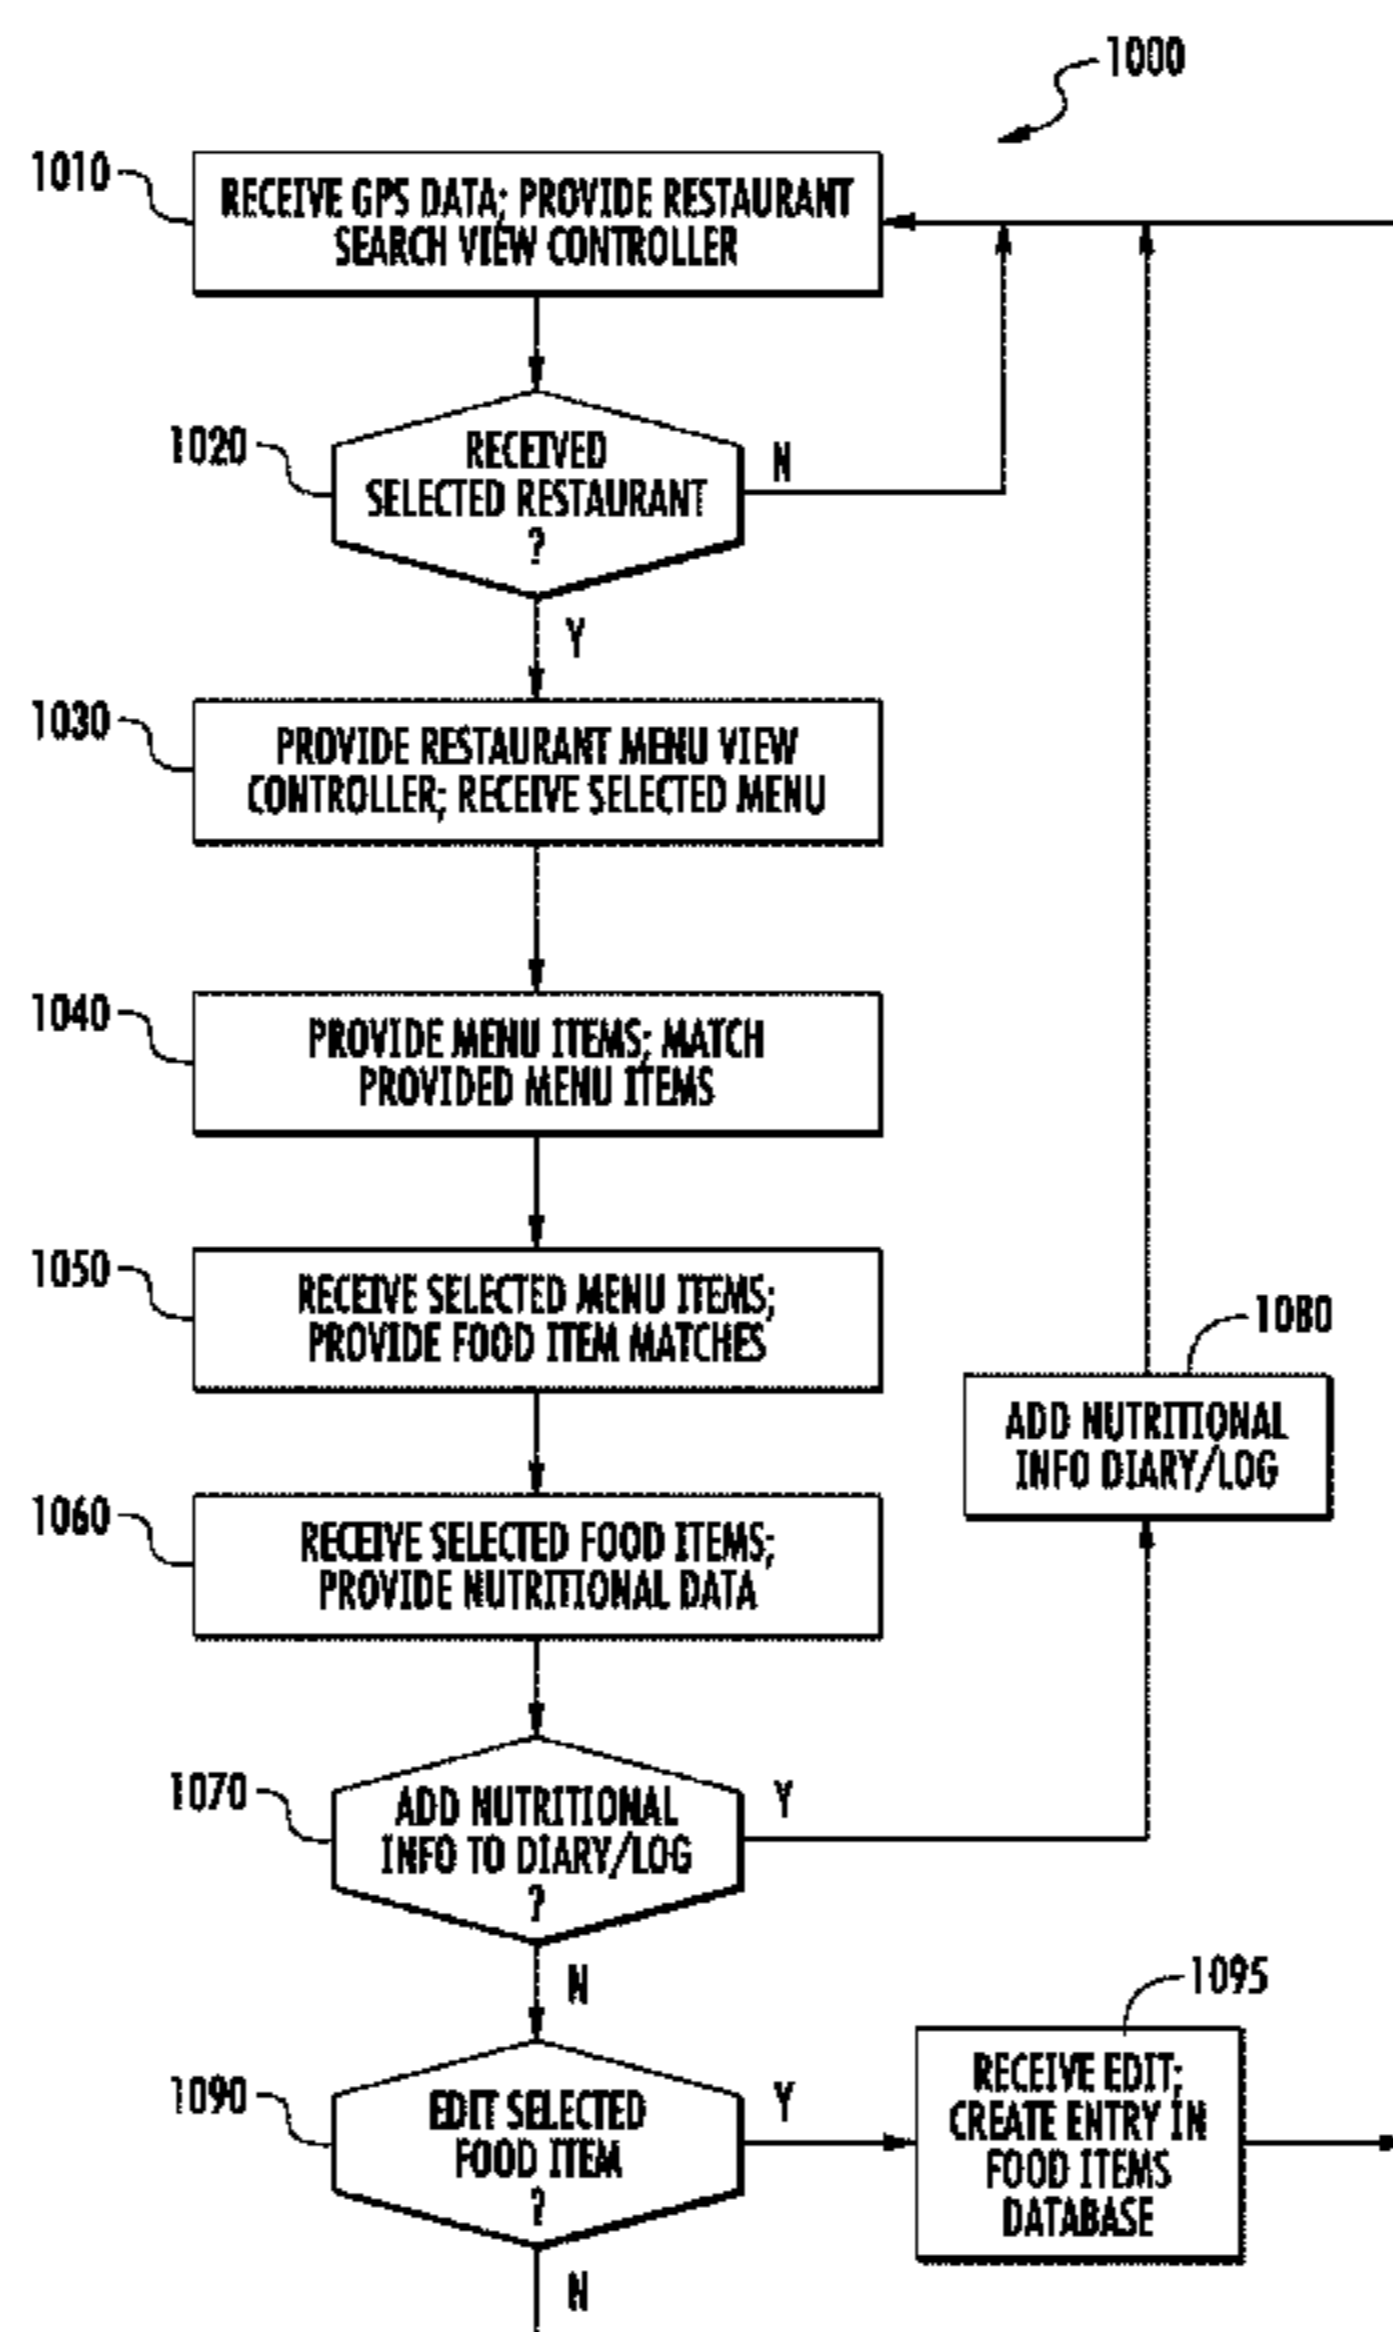 1000
1010
RECEIVE GPS DATA; PROVIDE RESTAURANT
SEARCH VIEW CONTROLLER
1020
RECEIVED
SELECTED RESTAURANT
?
N
Y
1030
PROVIDE RESTAURANT MENU VIEW
CONTROLLER; RECEIVE SELECTED MENU
1040
PROVIDE MENU ITEMS; MATCH
PROVIDED MENU ITEMS
1050
RECEIVE SELECTED MENU ITEMS;
PROVIDE FOOD ITEM MATCHES
1080
ADD NUTRITIONAL
INFO DIARY/LOG
1060
RECEIVE SELECTED FOOD ITEMS;
PROVIDE NUTRITIONAL DATA
1070
ADD NUTRITIONAL
INFO TO DIARY/LOG
?
Y
N
1090
EDIT SELECTED
FOOD ITEM
?
Y
N
1095
RECEIVE EDIT;
CREATE ENTRY IN
FOOD ITEMS
DATABASE